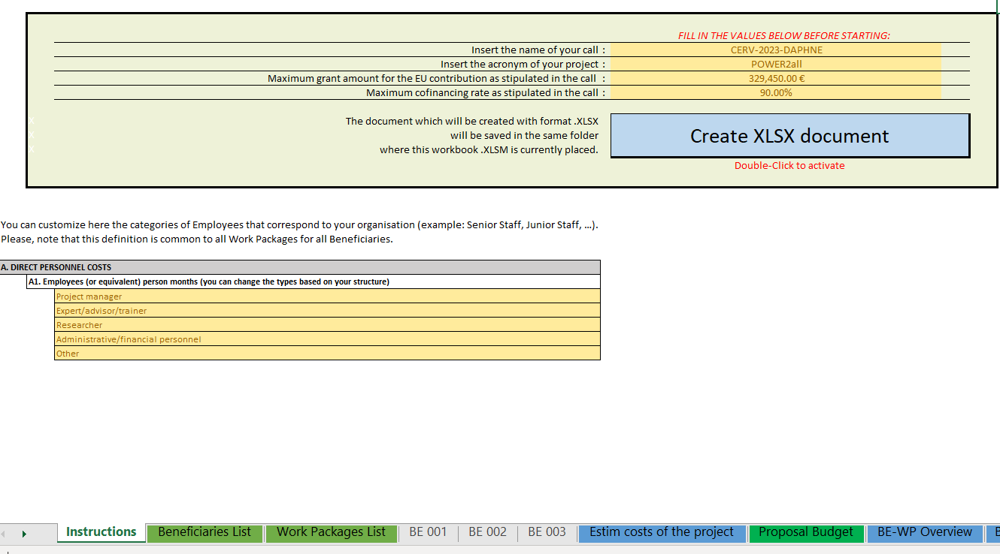 FILL IN THE VALUES BELOW BEFORE STARTING:
Insert the name of your call : CERV-2023-DAPHNE
Insert the acronym of your project : POWER2all
Maximum grant amount for the EU contribution as stipulated in the call : 329,450.00 €
Maximum cofinancing rate as stipulated in the call : 90.00%
X
X
X
The document which will be created with format .XLSX
will be saved in the same folder
where this workbook .XLSM is currently placed.
Create XLSX document
Double-Click to activate
You can customize here the categories of Employees that correspond to your organisation (example: Senior Staff, Junior Staff, ...).
Please, note that this definition is common to all Work Packages for all Beneficiaries.
A. DIRECT PERSONNEL COSTS
A1. Employees (or equivalent) person months (you can change the types based on your structure)
Project manager
Expert/advisor/trainer
Researcher
Administrative/financial personnel
Other
Instructions Beneficiaries List Work Packages List BE 001 BE 002 BE 003 Estim costs of the project Proposal Budget BE-WP Overview